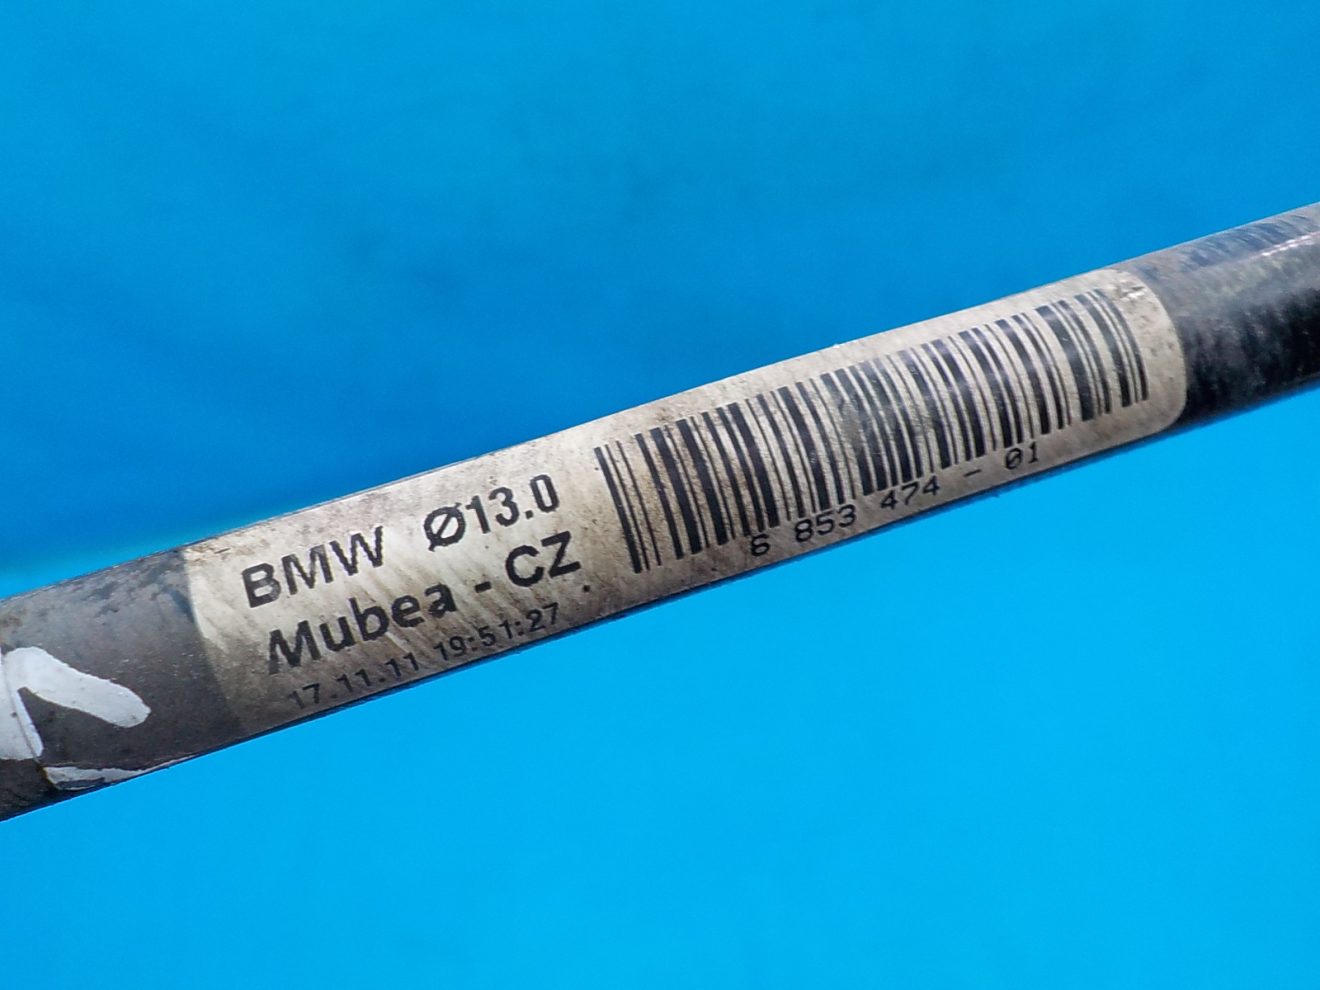 BMW Ø13.0
Mubea - CZ
17.11.11 19:51:27
6 853 474 - 01